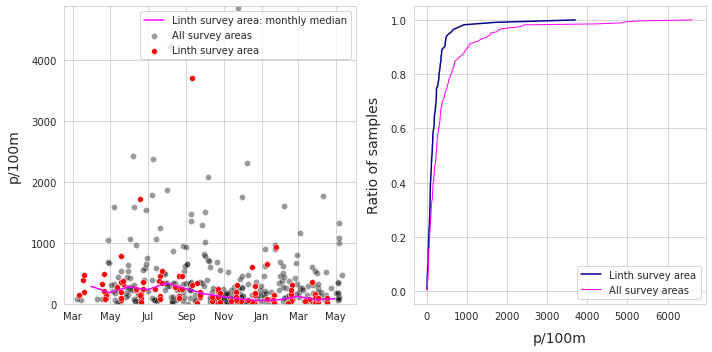 Linth survey area: monthly median
All survey areas
Linth survey area
p/100m
4000
3000
2000
1000
0
Mar May Jul Sep Nov Jan Mar May
Ratio of samples
1.0
0.8
0.6
0.4
0.2
0.0
Linth survey area
All survey areas
0 1000 2000 3000 4000 5000 6000
p/100m